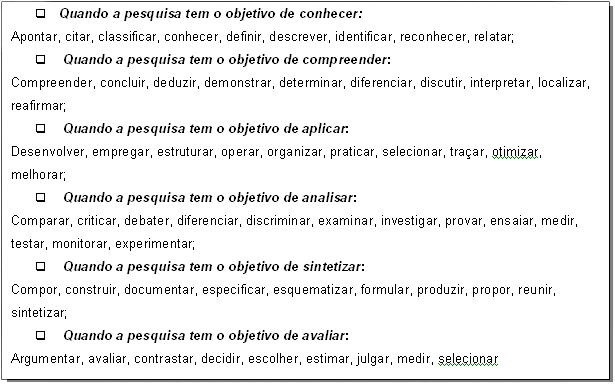 ❑ Quando a pesquisa tem o objetivo de conhecer:
Apontar, citar, classificar, conhecer, definir, descrever, identificar, reconhecer, relatar;
❑ Quando a pesquisa tem o objetivo de compreender:
Compreender, concluir, deduzir, demonstrar, determinar, diferenciar, discutir, interpretar, localizar,
reafirmar;
❑ Quando a pesquisa tem o objetivo de aplicar:
Desenvolver, empregar, estruturar, operar, organizar, praticar, selecionar, traçar, otimizar,
melhorar;
❑ Quando a pesquisa tem o objetivo de analisar:
Comparar, criticar, debater, diferenciar, discriminar, examinar, investigar, provar, ensaiar, medir,
testar, monitorar, experimentar;
❑ Quando a pesquisa tem o objetivo de sintetizar:
Compor, construir, documentar, especificar, esquematizar, formular, produzir, propor, reunir,
sintetizar;
❑ Quando a pesquisa tem o objetivo de avaliar:
Argumentar, avaliar, contrastar, decidir, escolher, estimar, julgar, medir, selecionar